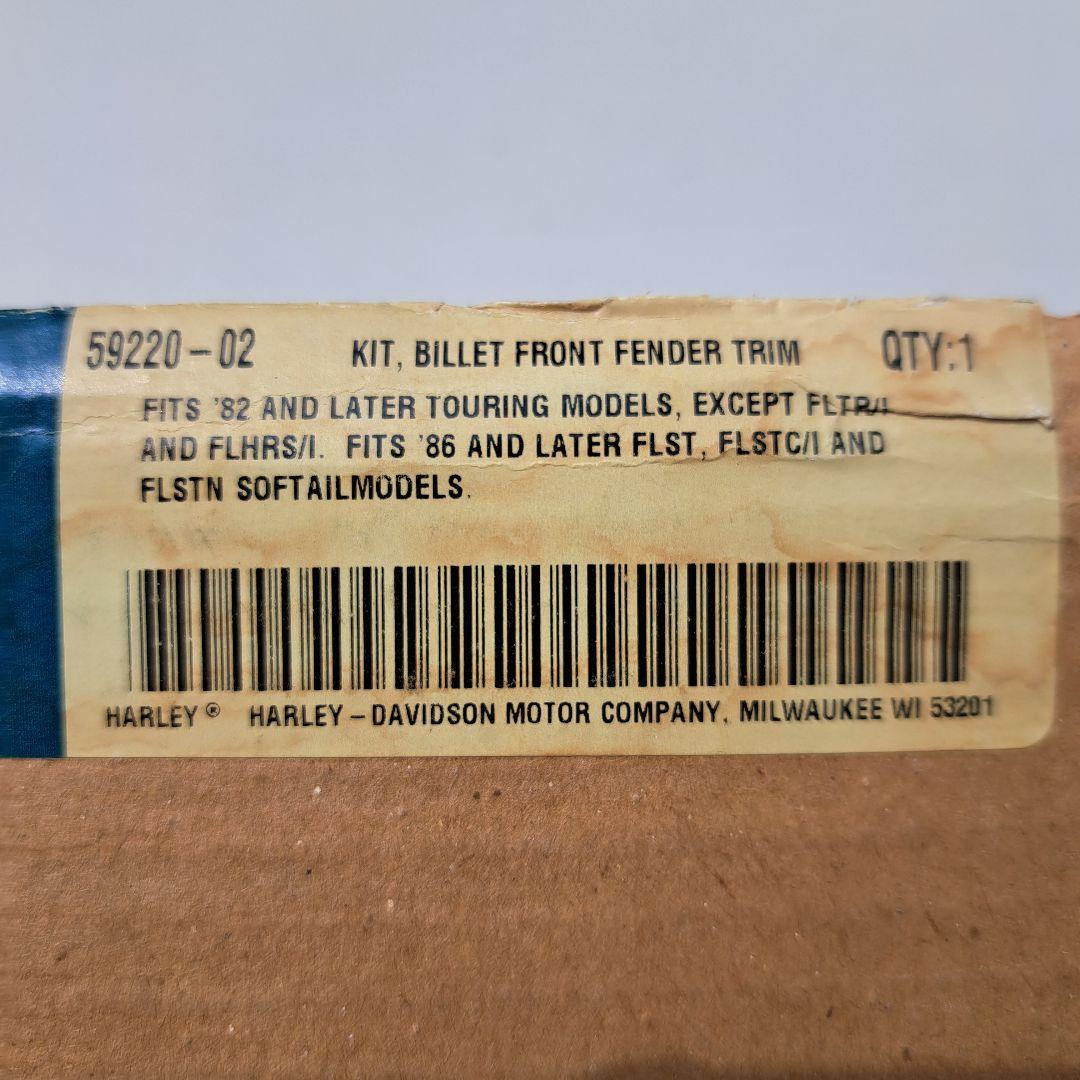 59220-02 KIT, BILLET FRONT FENDER TRIM QTY:1
FITS '82 AND LATER TOURING MODELS, EXCEPT FLTR/I
AND FLHRS/I. FITS '86 AND LATER FLST, FLSTC/I AND
FLSTN SOFTAILMODELS.
HARLEY® HARLEY-DAVIDSON MOTOR COMPANY, MILWAUKEE WI 53201